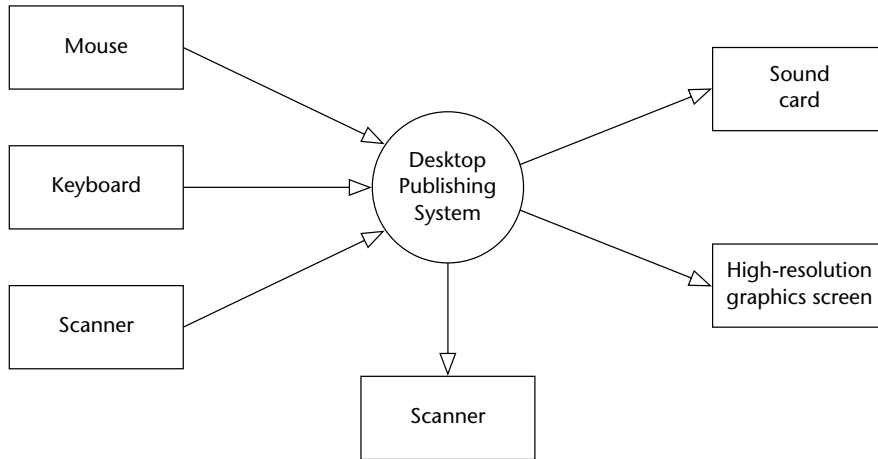 Mouse
Sound
card
Desktop
Publishing
System
Keyboard
High-resolution
graphics screen
Scanner
Scanner